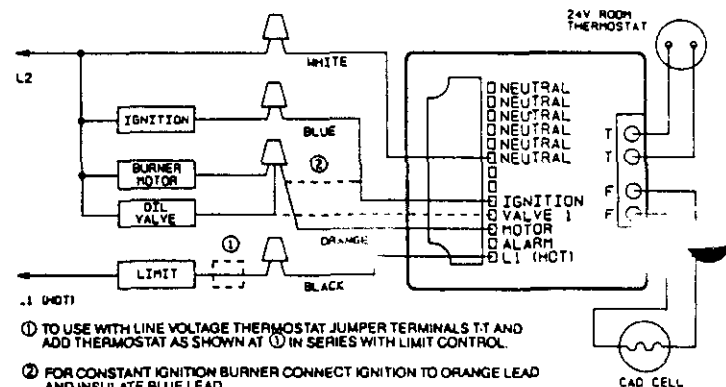 24V ROOM
THERMOSTAT
L2
WHITE
IGNITION
BLUE
BURNER
MOTOR
②
OIL
VALVE
ORANGE
①
LIMIT
BLACK
L1 (HOT)
NEUTRAL
NEUTRAL
NEUTRAL
NEUTRAL
NEUTRAL
NEUTRAL
IGNITION
VALVE 1
MOTOR
ALARM
L1 (HOT)
T
T
F
F
CAD CELL
① TO USE WITH LINE VOLTAGE THERMOSTAT JUMPER TERMINALS T-T AND
ADD THERMOSTAT AS SHOWN AT ① IN SERIES WITH LIMIT CONTROL.
② FOR CONSTANT IGNITION BURNER CONNECT IGNITION TO ORANGE LEAD
AND INSULATE BLUE LEAD